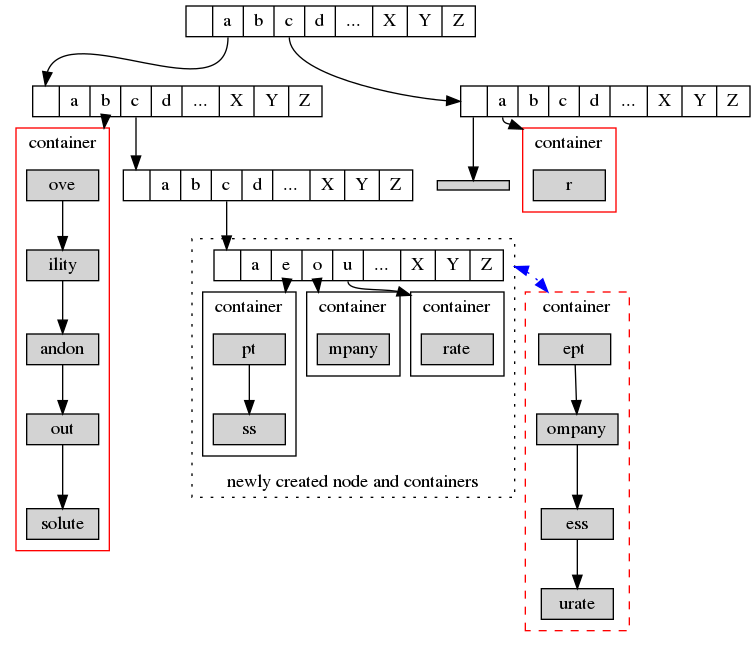 a b c d ... X Y Z
a b c d ... X Y Z
a b c d ... X Y Z
container
container
ove
r
a b c d ... X Y Z
ility
a e o u ... X Y Z
container
container
container
container
andon
pt
mpany
rate
ept
out
ss
ompany
newly created node and containers
solute
ess
urate